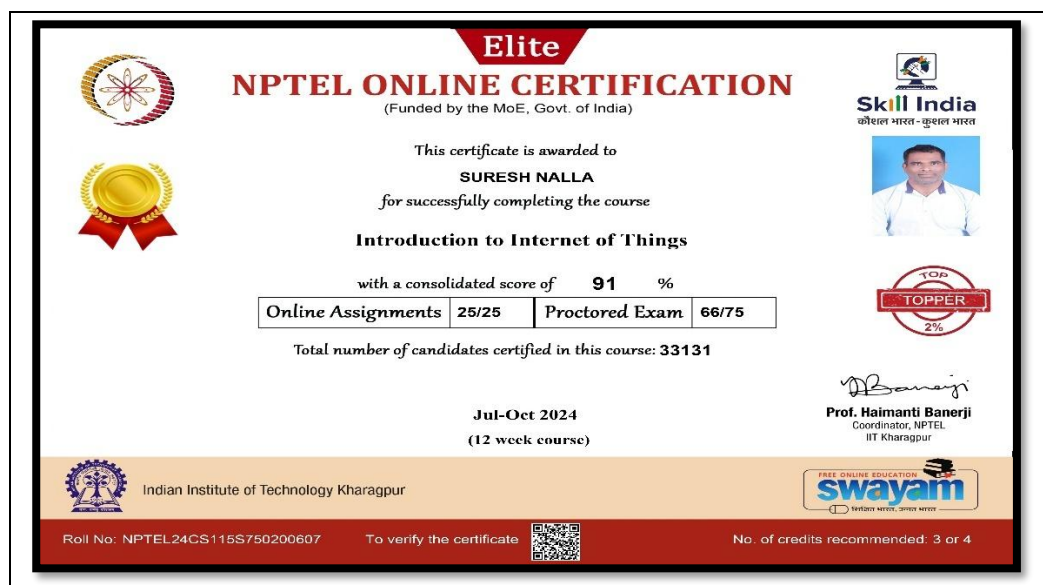 Elite
NPTEL ONLINE CERTIFICATION
(Funded by the MoE, Govt. of India)
Skill India
कौशल भारत - कुशल भारत
This certificate is awarded to
SURESH NALLA
for successfully completing the course
Introduction to Internet of Things
with a consolidated score of 91 %
Online Assignments 25/25 Proctored Exam 66/75
TOP
TOPPER
2%
Total number of candidates certified in this course: 33131
Jul-Oct 2024
(12 week course)
Prof. Haimanti Banerji
Coordinator, NPTEL
IIT Kharagpur
Indian Institute of Technology Kharagpur
FREE ONLINE EDUCATION
swayam
शिक्षित भारत, उन्नत भारत
Roll No: NPTEL24CS115S750200607 To verify the certificate No. of credits recommended: 3 or 4